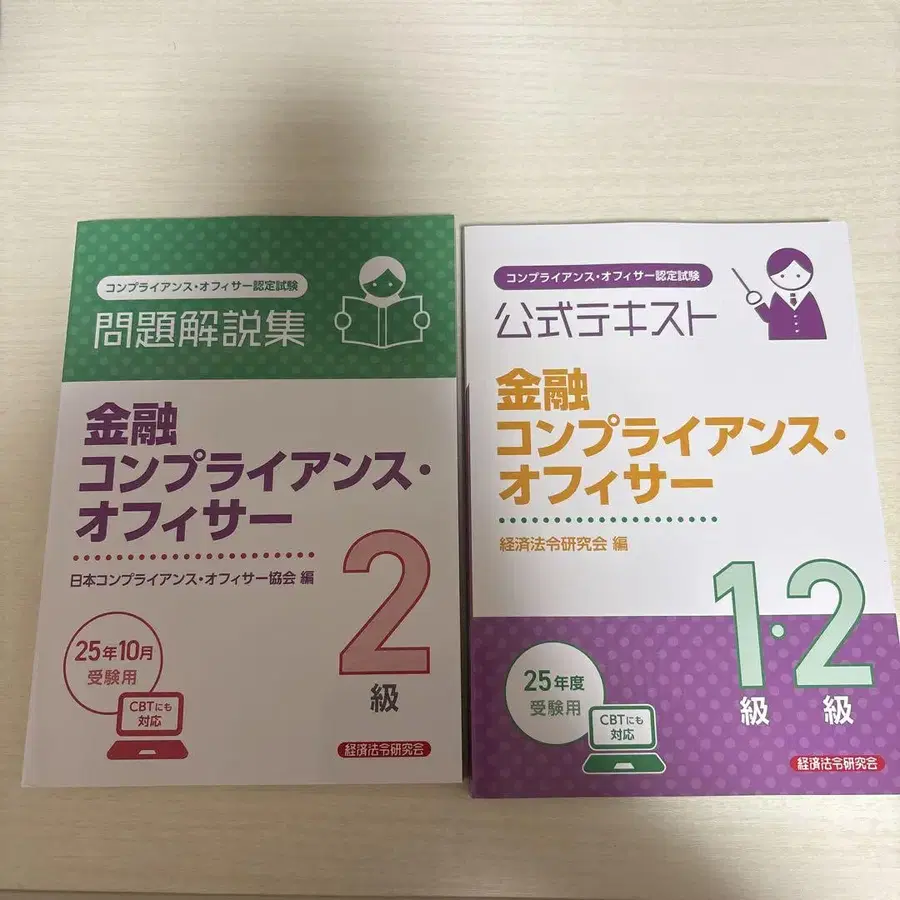 コンプライアンス・オフィサー認定試験
問題解説集
金融
コンプライアンス・
オフィサー
日本コンプライアンス・オフィサー協会 編
2
級
25年10月
受験用
CBTにも
対応
経済法令研究会
コンプライアンス・オフィサー認定試験
公式テキスト
金融
コンプライアンス・
オフィサー
経済法令研究会 編
1・2
級 級
25年度
受験用
CBTにも
対応
経済法令研究会